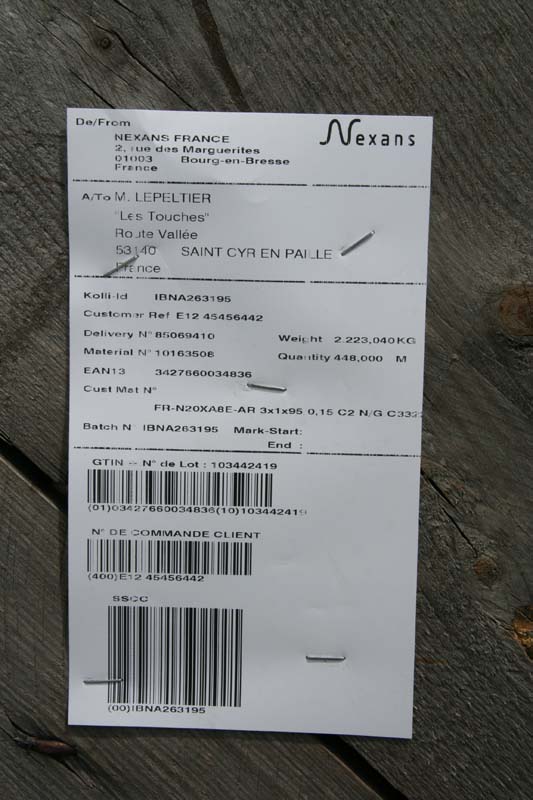 De/From
Nexans
NEXANS FRANCE
2, rue des Marguerites
01003 Bourg-en-Bresse
France
A/To M. LEPELTIER
"Les Touches"
Route Vallée
53140 SAINT CYR EN PAILLE
France
Kolli-Id IBNA263195
Customer Ref E12 45456442
Delivery N° 85069410 Weight 2.223,040 KG
Material N° 10163508 Quantity 448,000 M
EAN13 3427660034836
Cust Mat N°
FR-N20XA8E-AR 3x1x95 0,15 C2 N/G C332
Batch N° IBNA263195 Mark-Start:
End :
GTIN -- N° de Lot : 103442419
(01)03427660034836(10)103442419
N° DE COMMANDE CLIENT
(400)E12 45456442
SSCC
(00)IBNA263195